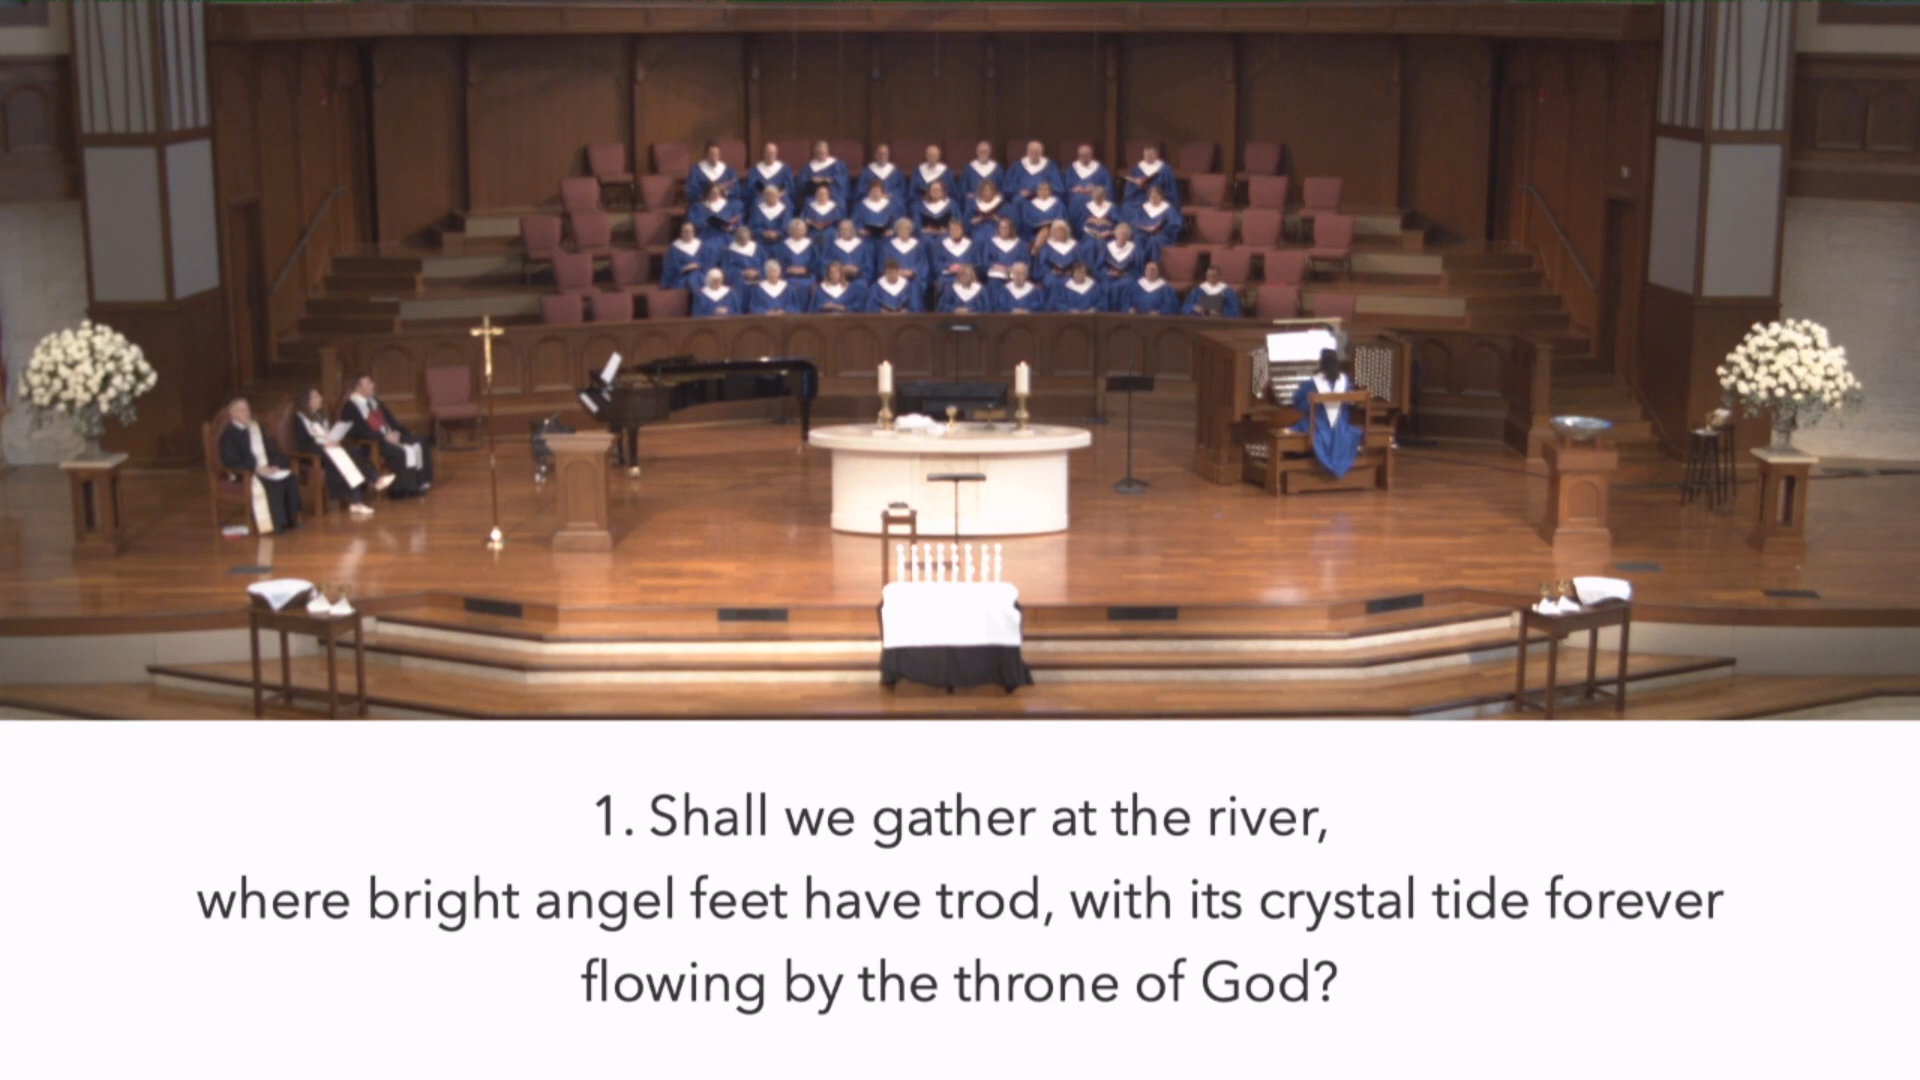 1. Shall we gather at the river,
where bright angel feet have trod, with its crystal tide forever
flowing by the throne of God?